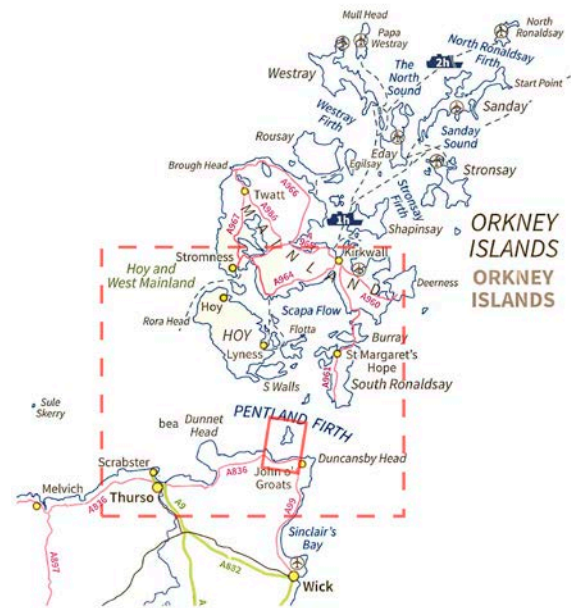 Mull Head
Papa
Westray
North
Ronaldsay
Westray
The
North
Sound
2h
North Ronaldsay
Firth
Start Point
Westray
Firth
Sanday
Rousay
Eday
Sanday
Sound
Egilsay
Stronsay
Brough Head
A966
Twatt
Stronsay
Firth
1h
A967
A986
MAINLAND
Shapinsay
ORKNEY
ISLANDS
Stromness
Kirkwall
Hoy and
West Mainland
A964
Deerness
ORKNEY
ISLANDS
A960
Hoy
Scapa Flow
Rora Head
HOY
Flotta
Burray
Lyness
St Margaret's
Hope
S Walls
A961
South Ronaldsay
Sule
Skerry
PENTLAND FIRTH
bea
Dunnet
Head
Duncansby Head
Scrabster
A836
John o'
Groats
Melvich
Thurso
A836
A9
A99
Sinclair's
Bay
A897
A882
Wick
A